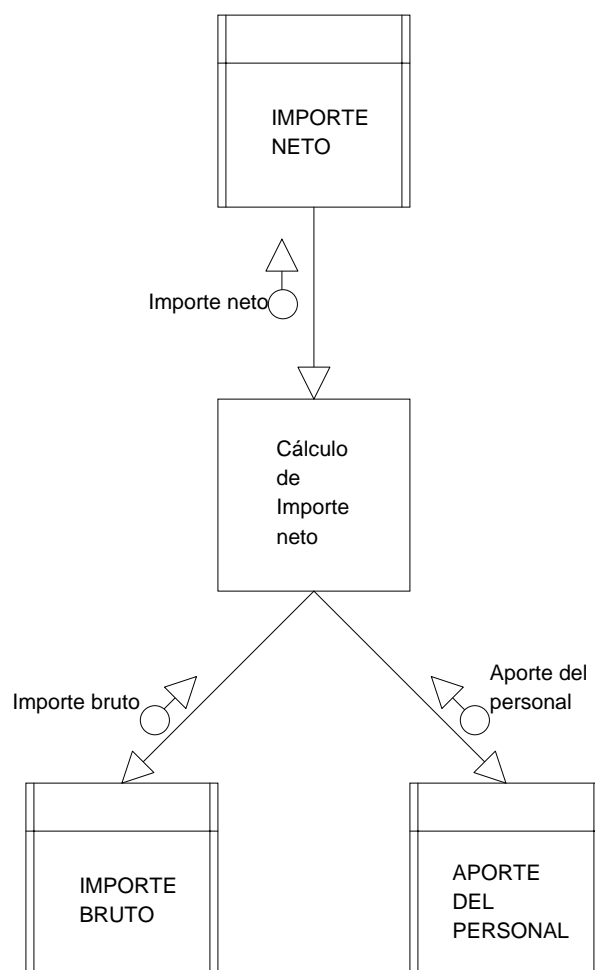 IMPORTE
NETO
Importe neto
Cálculo
de
Importe
neto
Importe bruto
Aporte del
personal
IMPORTE
BRUTO
APORTE
DEL
PERSONAL